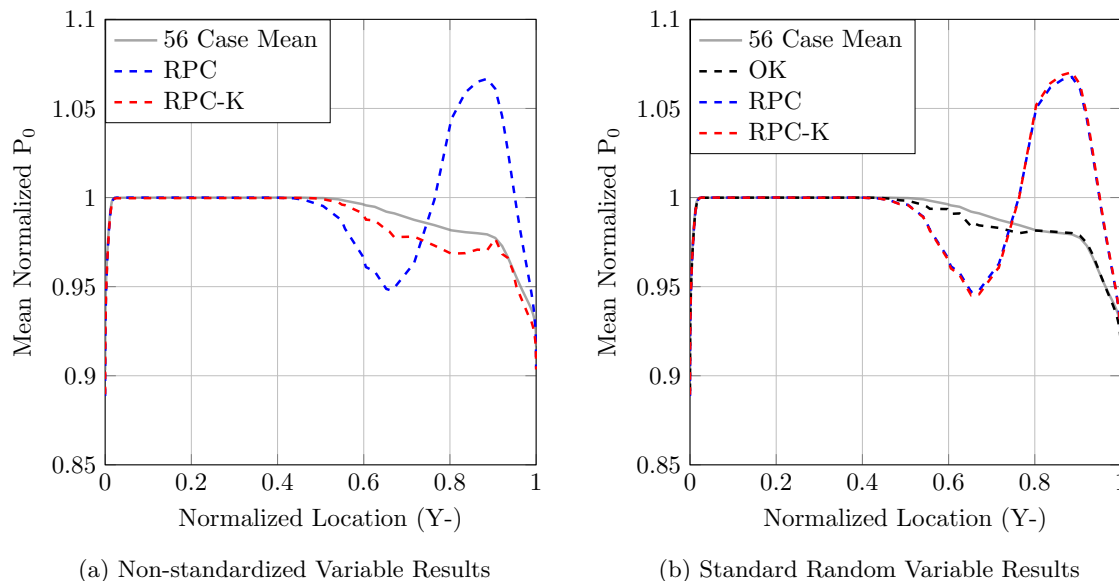 1.1
1.05
1
0.95
0.9
0.85
Mean Normalized P0
56 Case Mean
RPC
RPC-K
0 0.2 0.4 0.6 0.8 1
Normalized Location (Y-)
(a) Non-standardized Variable Results
1.1
1.05
1
0.95
0.9
0.85
Mean Normalized P0
56 Case Mean
OK
RPC
RPC-K
0 0.2 0.4 0.6 0.8 1
Normalized Location (Y-)
(b) Standard Random Variable Results